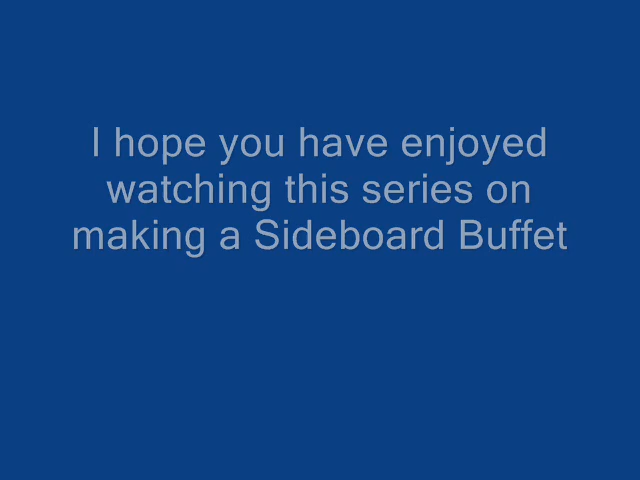 I hope you have enjoyed
watching this series on
making a Sideboard Buffet